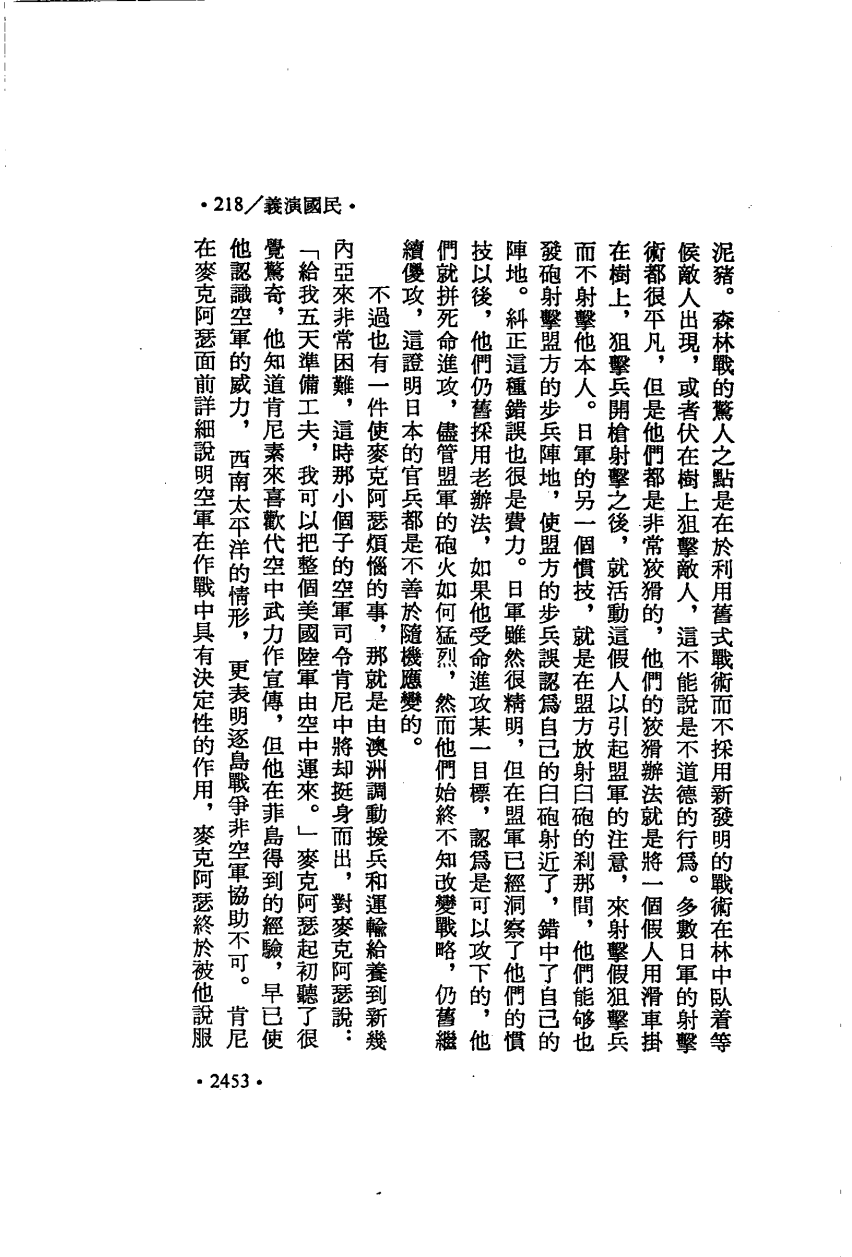 •218／義演國民•
泥豬。森林戰的驚人之點是在於利用舊式戰術而不採用新發明的戰術在林中臥着等
候敵人出現，或者伏在樹上狙擊敵人，這不能說是不道德的行爲。多數日軍的射擊
術都很平凡，但是他們都是非常狡猾的，他們的狡猾辦法就是將一個假人用滑車掛
在樹上，狙擊兵開槍射擊之後，就活動這假人以引起盟軍的注意，來射擊假狙擊兵
而不射擊他本人。日軍的另一個慣技，就是在盟方放射臼砲的刹那間，他們能够也
發砲射擊盟方的步兵陣地，使盟方的步兵誤認爲自己的臼砲射近了，錯中了自己的
陣地。糾正這種錯誤也很是費力。日軍雖然很精明，但在盟軍已經洞察了他們的慣
技以後，他們仍舊採用老辦法，如果他受命進攻某一目標，認爲是可以攻下的，他
們就拼死命進攻，儘管盟軍的砲火如何猛烈，然而他們始終不知改變戰略，仍舊繼
續優攻，這證明日本的官兵都是不善於隨機應變的。
不過也有一件使麥克阿瑟煩惱的事，那就是由澳洲調動援兵和運輸給養到新幾
內亞來非常困難，這時那小個子的空軍司令肯尼中將却挺身而出，對麥克阿瑟說：
「給我五天準備工夫，我可以把整個美國陸軍由空中運來。」麥克阿瑟起初聽了很
覺驚奇，他知道肯尼素來喜歡代空中武力作宣傳，但他在菲島得到的經驗，早已使
他認識空軍的威力，西南太平洋的情形，更表明逐島戰爭非空軍協助不可。肯尼
在麥克阿瑟面前詳細說明空軍在作戰中具有決定性的作用，麥克阿瑟終於被他說服
•2453•